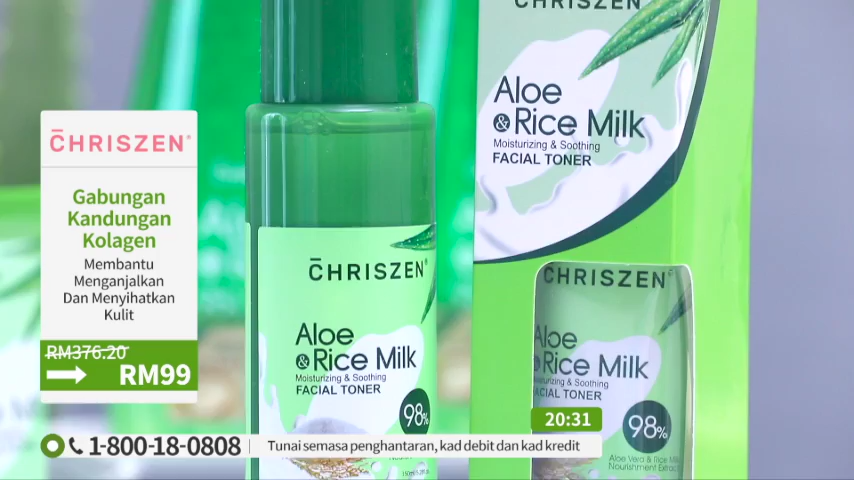 CHRISZEN®
Gabungan
Kandungan
Kolagen
Membantu
Menganjalkan
Dan Menyihatkan
Kulit
RM376.20
RM99
1-800-18-0808
Tunai semasa penghantaran, kad debit dan kad kredit
20:31
CHRISZEN®
Aloe
& Rice Milk
Moisturizing & Soothing
FACIAL TONER
98%
CHRISZEN
Aloe
& Rice Milk
Moisturizing & Soothing
FACIAL TONER
CHRISZEN®
Aloe
& Rice Milk
Moisturizing & Soothing
FACIAL TONER
98%
Aloe Vera & Rice Milk
Nourishment Extract